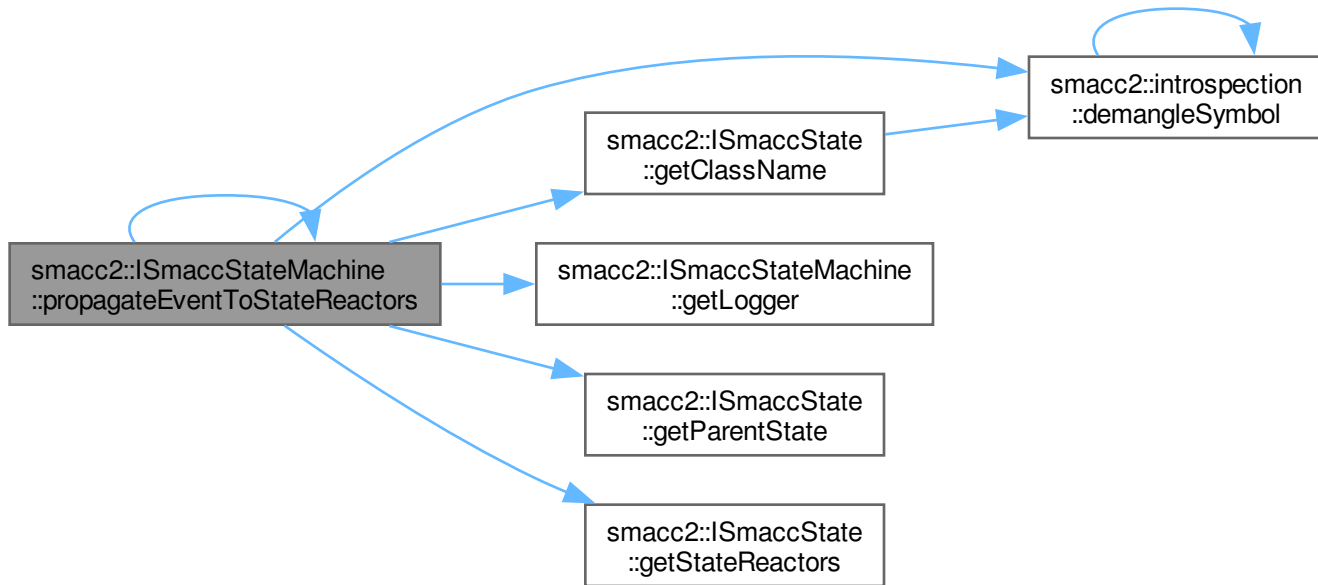 smacc2::ISmaccStateMachine
::propagateEventToStateReactors
smacc2::ISmaccState
::getClassName
smacc2::introspection
::demangleSymbol
smacc2::ISmaccStateMachine
::getLogger
smacc2::ISmaccState
::getParentState
smacc2::ISmaccState
::getStateReactors